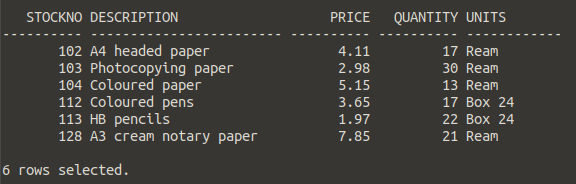 STOCKNO DESCRIPTION PRICE QUANTITY UNITS
---------- ----------------------- ---------- ---------- ------------
102 A4 headed paper 4.11 17 Ream
103 Photocopying paper 2.98 30 Ream
104 Coloured paper 5.15 13 Ream
112 Coloured pens 3.65 17 Box 24
113 HB pencils 1.97 22 Box 24
128 A3 cream notary paper 7.85 21 Ream
6 rows selected.